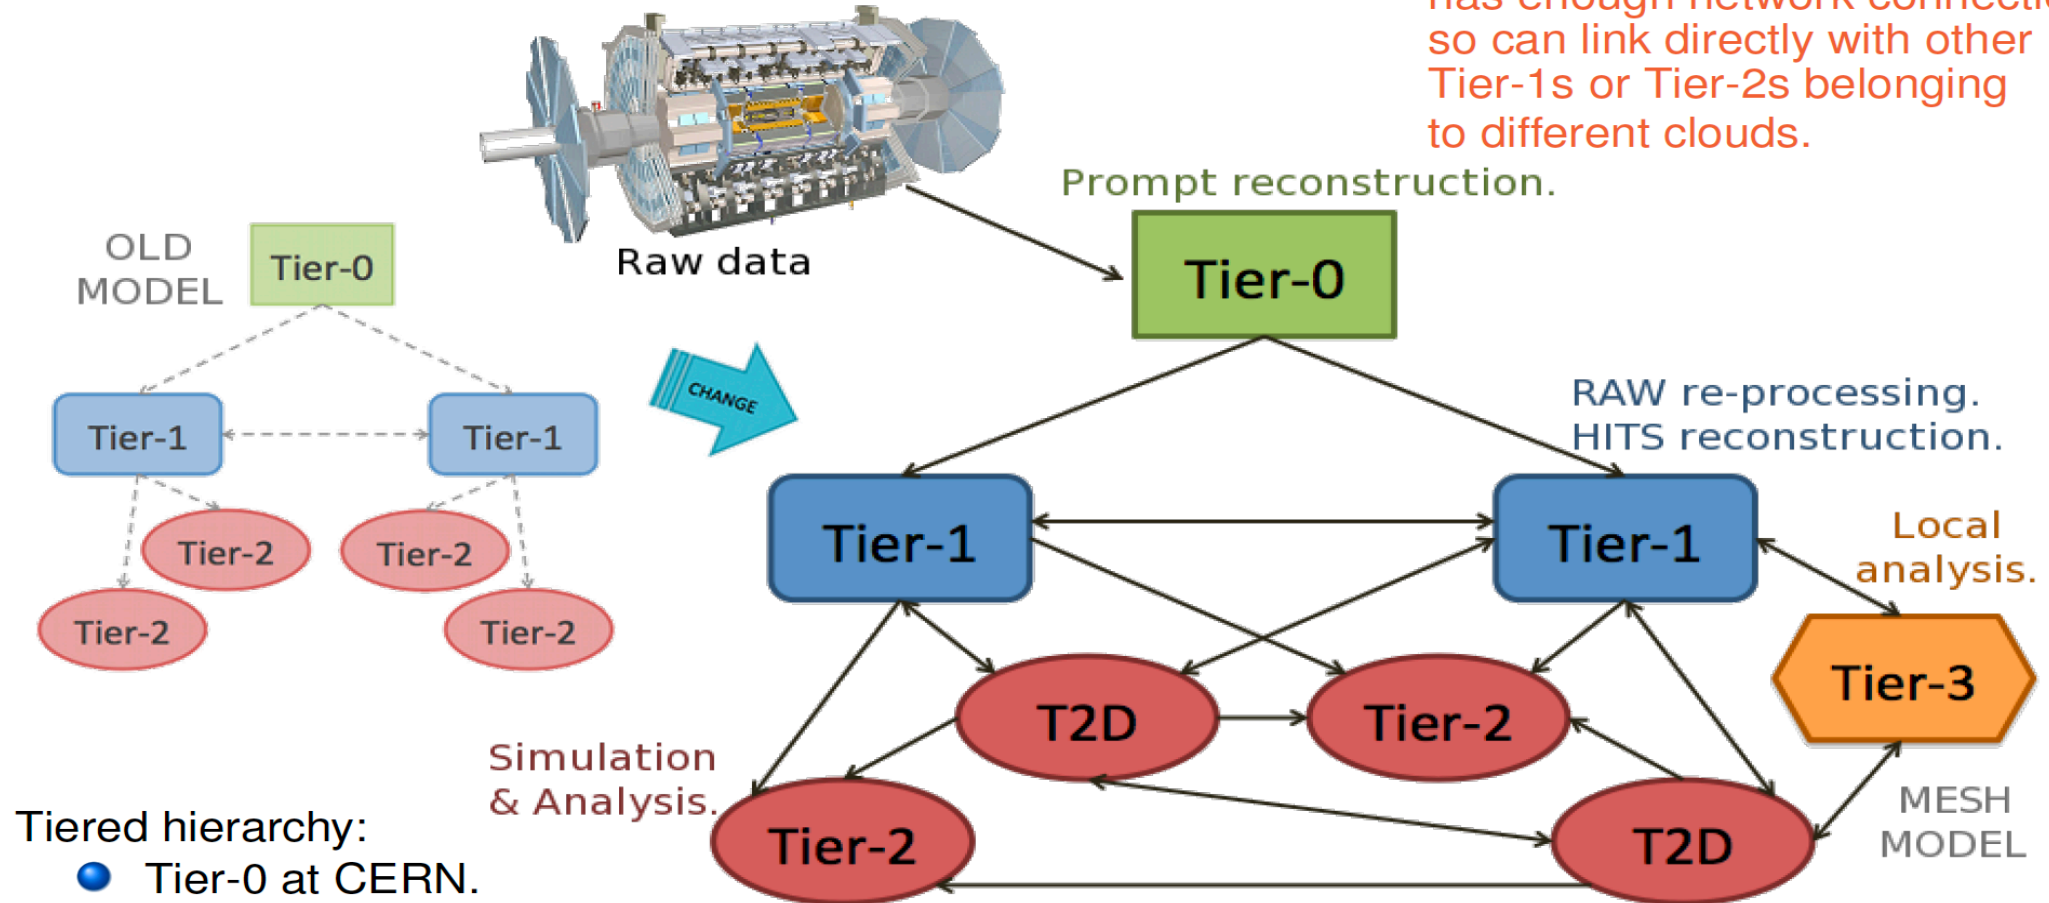 has enough network
so can link directly with other
Tier-1s or Tier-2s belonging
to different clouds.
Prompt reconstruction.
Raw data
Tier-0
OLD
MODEL
Tier-0
Tier-1
Tier-1
Tier-2
Tier-2
Tier-2
Tier-2
CHANGE
RAW re-processing.
HITS reconstruction.
Tier-1
Tier-1
Local
analysis.
Tier-3
T2D
Tier-2
Simulation
& Analysis.
Tier-2
T2D
MESH
MODEL
Tiered hierarchy:
Tier-0 at CERN.